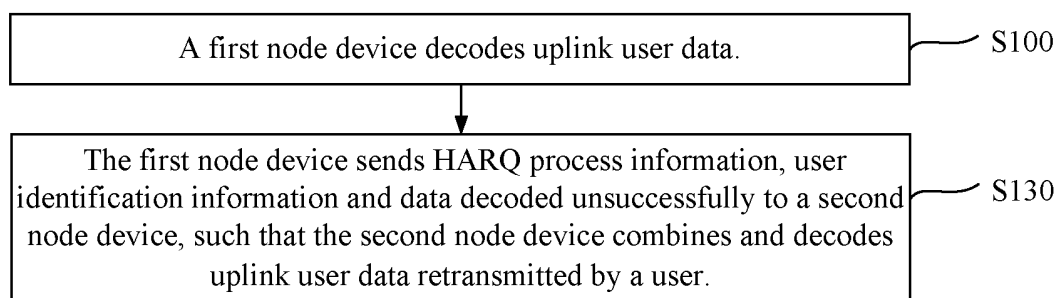 A first node device decodes uplink user data.
S100
The first node device sends HARQ process information, user
identification information and data decoded unsuccessfully to a second
node device, such that the second node device combines and decodes
uplink user data retransmitted by a user.
S130